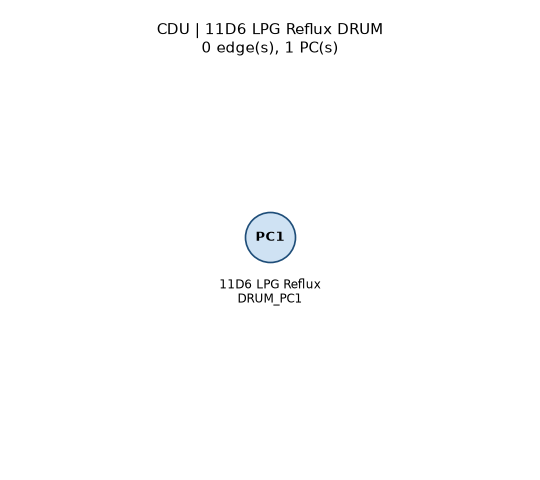 CDU | 11D6 LPG Reflux DRUM
0 edge(s), 1 PC(s)
PC1
11D6 LPG Reflux
DRUM_PC1